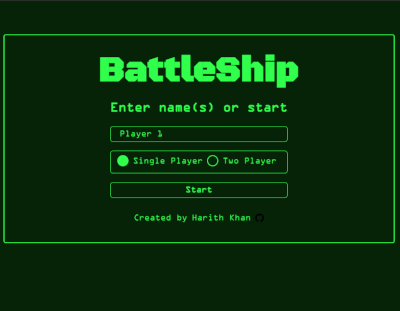 BattleShip
Enter name(s) or start
Player 1
Single Player Two Player
Start
Created by Harith Khan